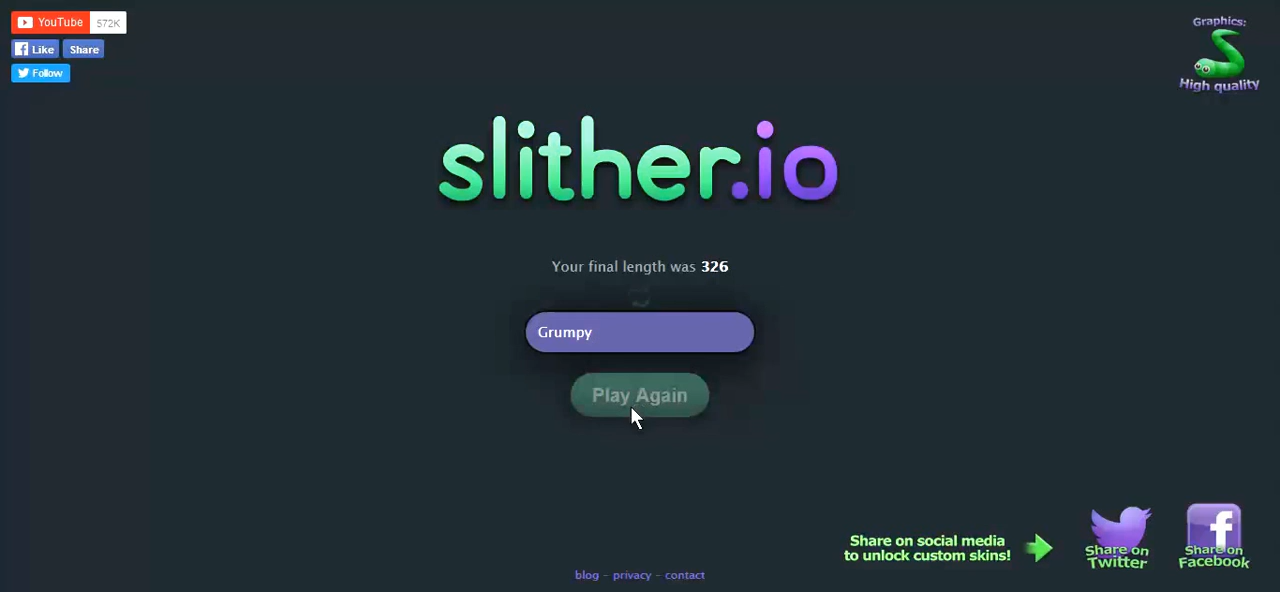 YouTube 572K
Like Share
Follow
Graphics:
High quality
slither.io
Your final length was 326
Grumpy
Play Again
Share on social media
to unlock custom skins!
Share on
Twitter
Share on
Facebook
blog - privacy - contact